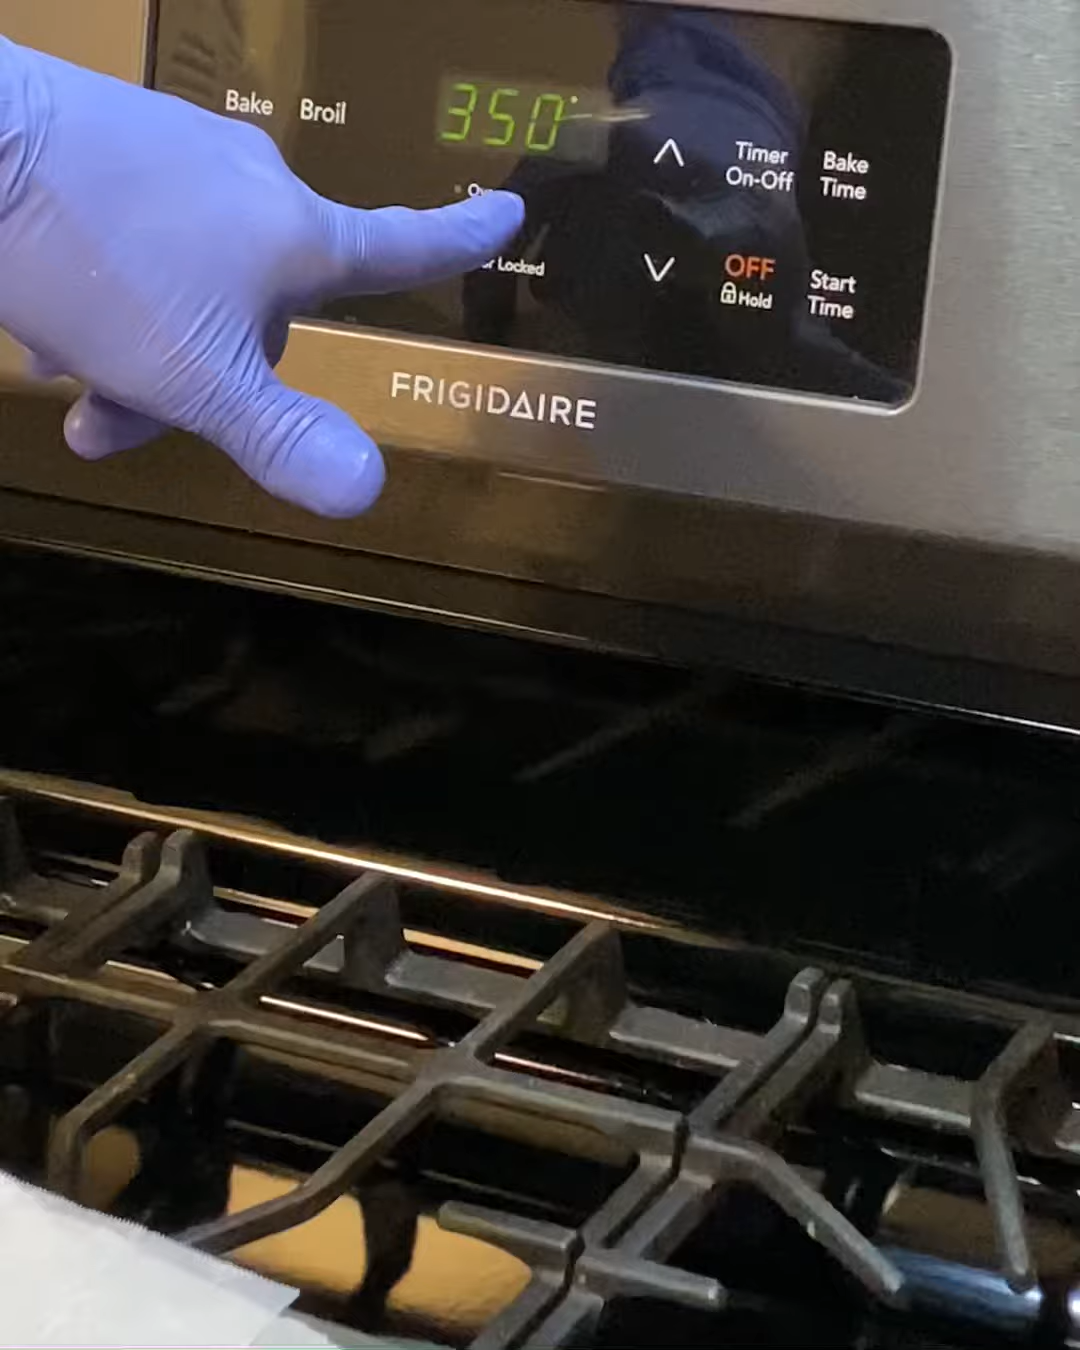 Bake Broil
350°
Timer
On-Off
Bake
Time
Locked
OFF
Hold
Start
Time
FRIGIDAIRE